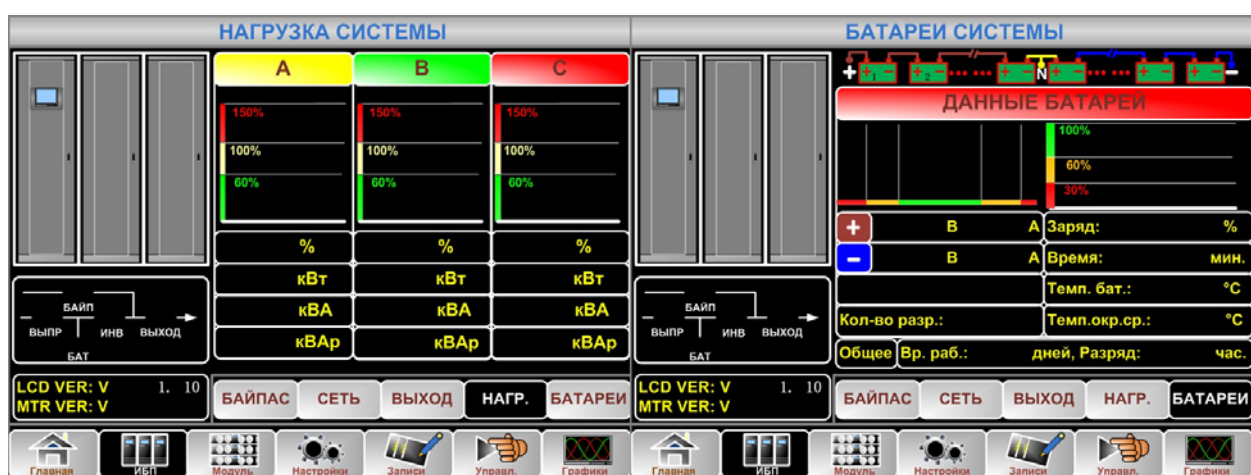 НАГРУЗКА СИСТЕМЫ
A B C
150% 150% 150%
100% 100% 100%
60% 60% 60%
% % %
кВт кВт кВт
кВА кВА кВА
кВАр кВАр кВАр
БАЙП
ВЫПР ИНВ ВЫХОД
БАТ
LCD VER: V 1. 10
MTR VER: V
БАЙПАС СЕТЬ ВЫХОД НАГР. БАТАРЕИ
Главная ИБП Модуль Настройки Записи Управл. Графики
БАТАРЕИ СИСТЕМЫ
+ + 1 − + 2 − ... ... + − N + − ... ... + − + − −
ДАННЫЕ БАТАРЕЙ
100%
60%
30%
+ В А Заряд: %
− В А Время: мин.
Темп. бат.: °C
Кол-во разр.: Темп.окр.ср.: °C
Общее Вр. раб.: дней, Разряд: час.
БАЙП
ВЫПР ИНВ ВЫХОД
БАТ
LCD VER: V 1. 10
MTR VER: V
БАЙПАС СЕТЬ ВЫХОД НАГР. БАТАРЕИ
Главная ИБП Модуль Настройки Записи Управл. Графики